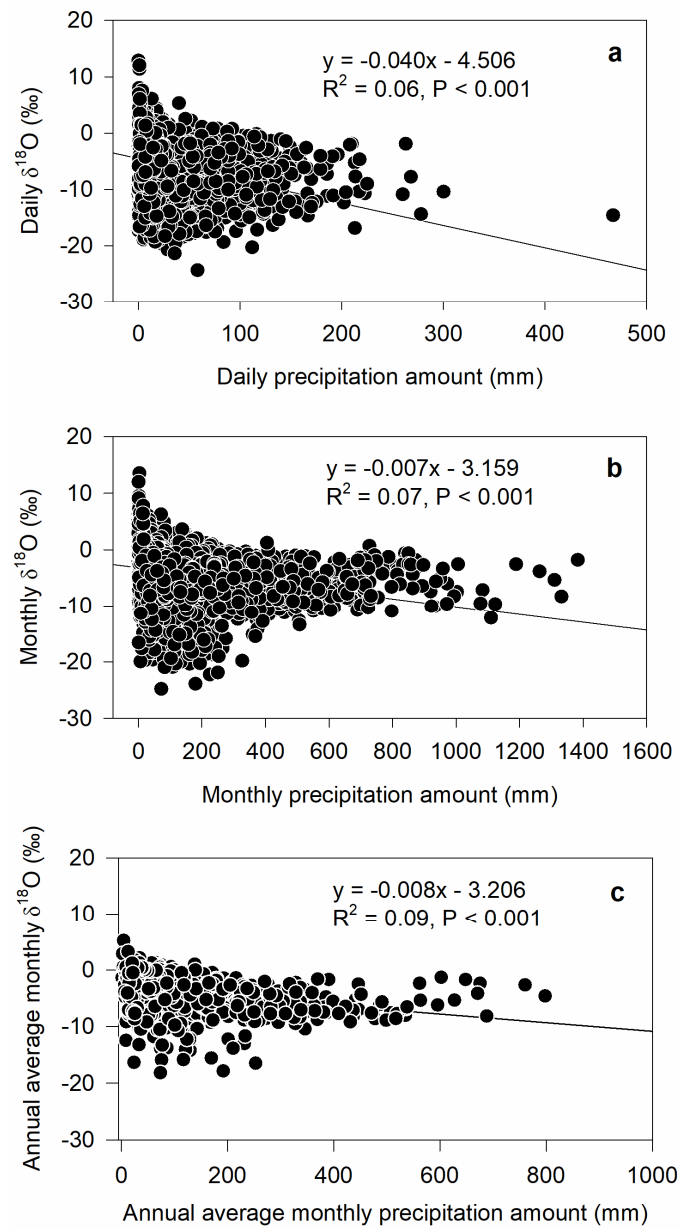 20
10
0
-10
-20
-30
Daily δ¹⁸O (‰)
y = -0.040x - 4.506
R² = 0.06, P < 0.001
a
0 100 200 300 400 500
Daily precipitation amount (mm)
20
10
0
-10
-20
-30
Monthly δ¹⁸O (‰)
y = -0.007x - 3.159
R² = 0.07, P < 0.001
b
0 200 400 600 800 1000 1200 1400 1600
Monthly precipitation amount (mm)
20
10
0
-10
-20
-30
Annual average monthly δ¹⁸O (‰)
y = -0.008x - 3.206
R² = 0.09, P < 0.001
c
0 200 400 600 800 1000
Annual average monthly precipitation amount (mm)